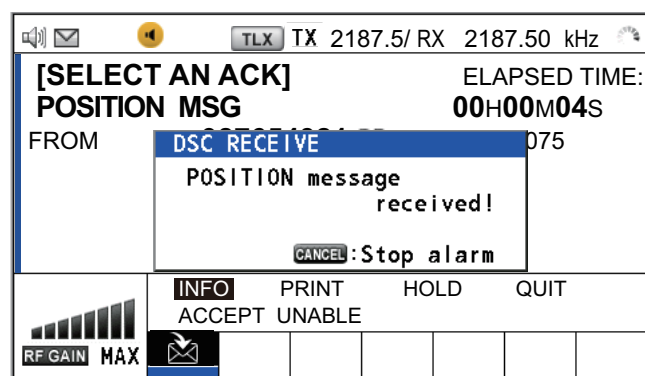 TLX TX 2187.5/ RX 2187.50 kHz
[SELECT AN ACK] ELAPSED TIME:
POSITION MSG 00H00M04S
FROM 075
DSC RECEIVE
POSITION message
received!
CANCEL :Stop alarm
INFO PRINT HOLD QUIT
ACCEPT UNABLE
RF GAIN MAX